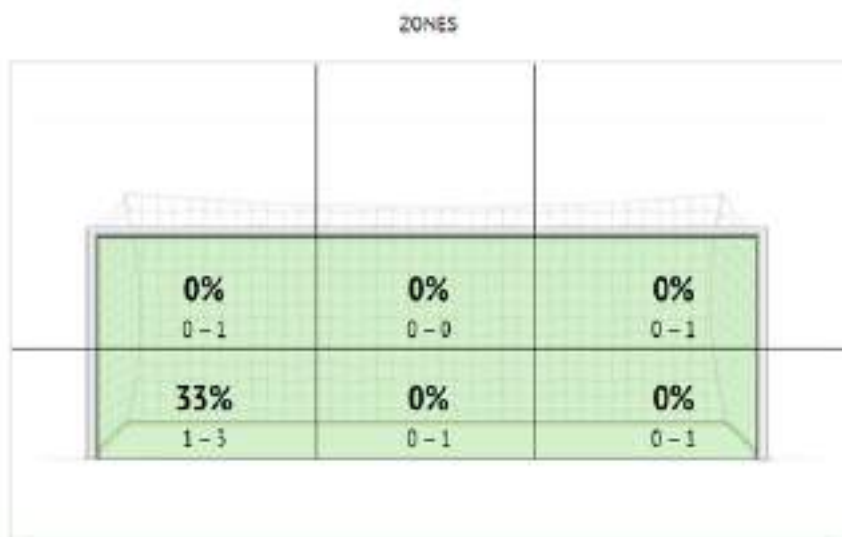 ZONES
0% 0% 0%
0 – 1 0 – 0 0 – 1
33% 0% 0%
1 – 3 0 – 1 0 – 1